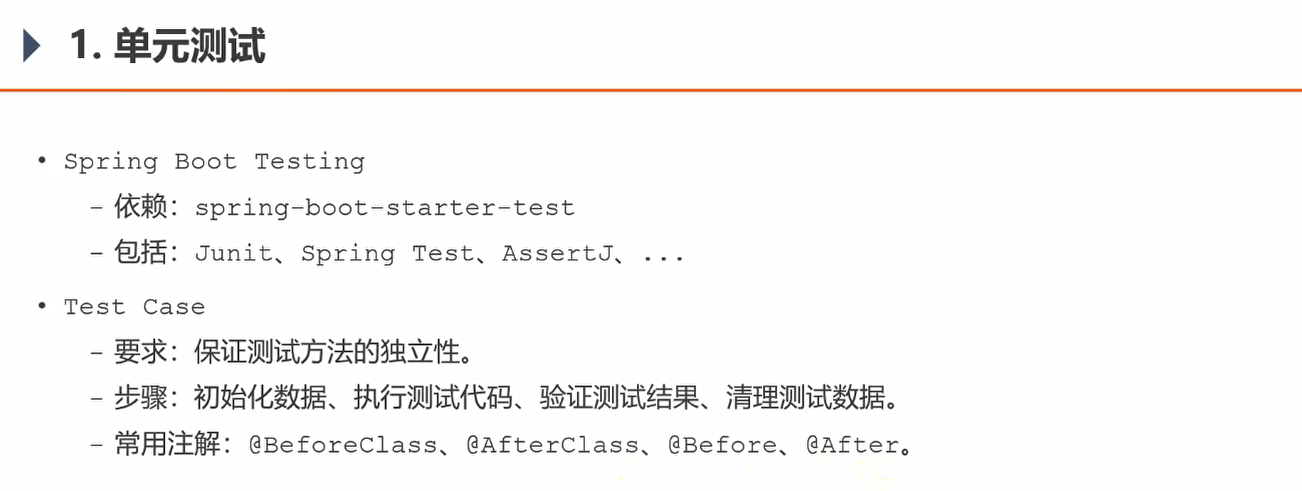 1. 单元测试
• Spring Boot Testing
– 依赖：spring-boot-starter-test
– 包括：Junit、Spring Test、AssertJ、...
• Test Case
– 要求：保证测试方法的独立性。
– 步骤：初始化数据、执行测试代码、验证测试结果、清理测试数据。
– 常用注解：@BeforeClass、@AfterClass、@Before、@After。